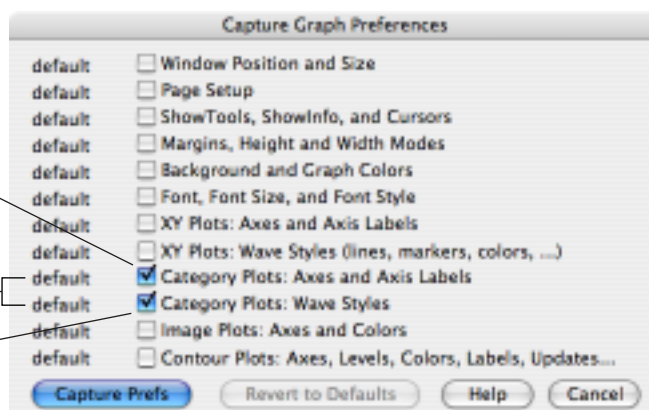 Capture Graph Preferences
default Window Position and Size
default Page Setup
default ShowTools, ShowInfo, and Cursors
default Margins, Height and Width Modes
default Background and Graph Colors
default Font, Font Size, and Font Style
default XY Plots: Axes and Axis Labels
default XY Plots: Wave Styles (lines, markers, colors, ...)
default Category Plots: Axes and Axis Labels
default Category Plots: Wave Styles
default Image Plots: Axes and Colors
default Contour Plots: Axes, Levels, Colors, Labels, Updates...
Capture Prefs Revert to Defaults Help Cancel